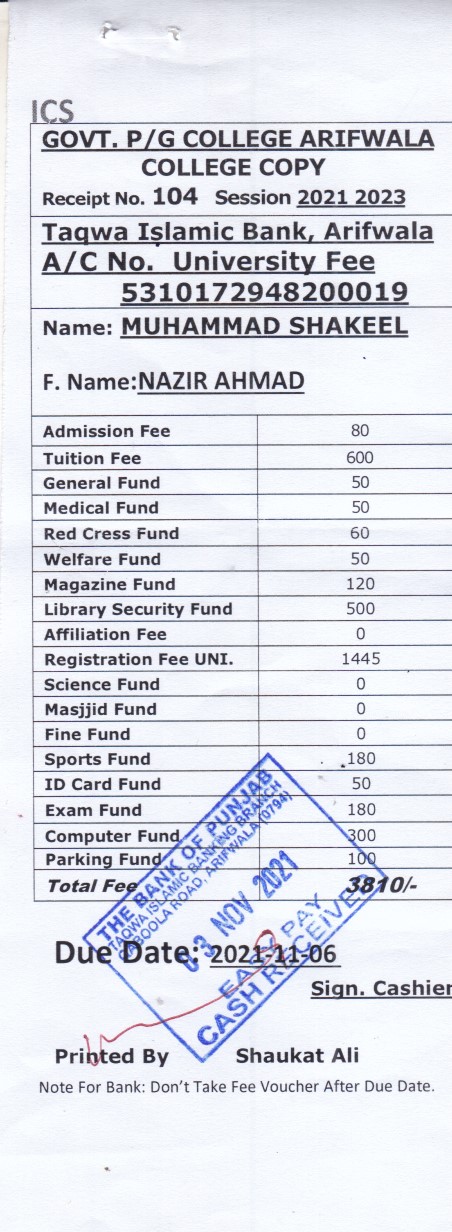 ICS
GOVT. P/G COLLEGE ARIFWALA
COLLEGE COPY
Receipt No. 104 Session 2021 2023
Taqwa Islamic Bank, Arifwala
A/C No. University Fee
5310172948200019
Name: MUHAMMAD SHAKEEL
F. Name:NAZIR AHMAD
Admission Fee 80
Tuition Fee 600
General Fund 50
Medical Fund 50
Red Cress Fund 60
Welfare Fund 50
Magazine Fund 120
Library Security Fund 500
Affiliation Fee 0
Registration Fee UNI. 1445
Science Fund 0
Masjjid Fund 0
Fine Fund 0
Sports Fund 180
ID Card Fund 50
Exam Fund 180
Computer Fund 300
Parking Fund 100
Total Fee 3810/-
THE BANK OF PUNJAB
TAQWA ISLAMIC BANKING BRANCH
QABOOLA ROAD, ARIFWALA (0794)
03 NOV 2021
EASY PAY
CASH RECEIVED
Due Date: 2021-11-06
Sign. Cashier
Printed By Shaukat Ali
Note For Bank: Don't Take Fee Voucher After Due Date.